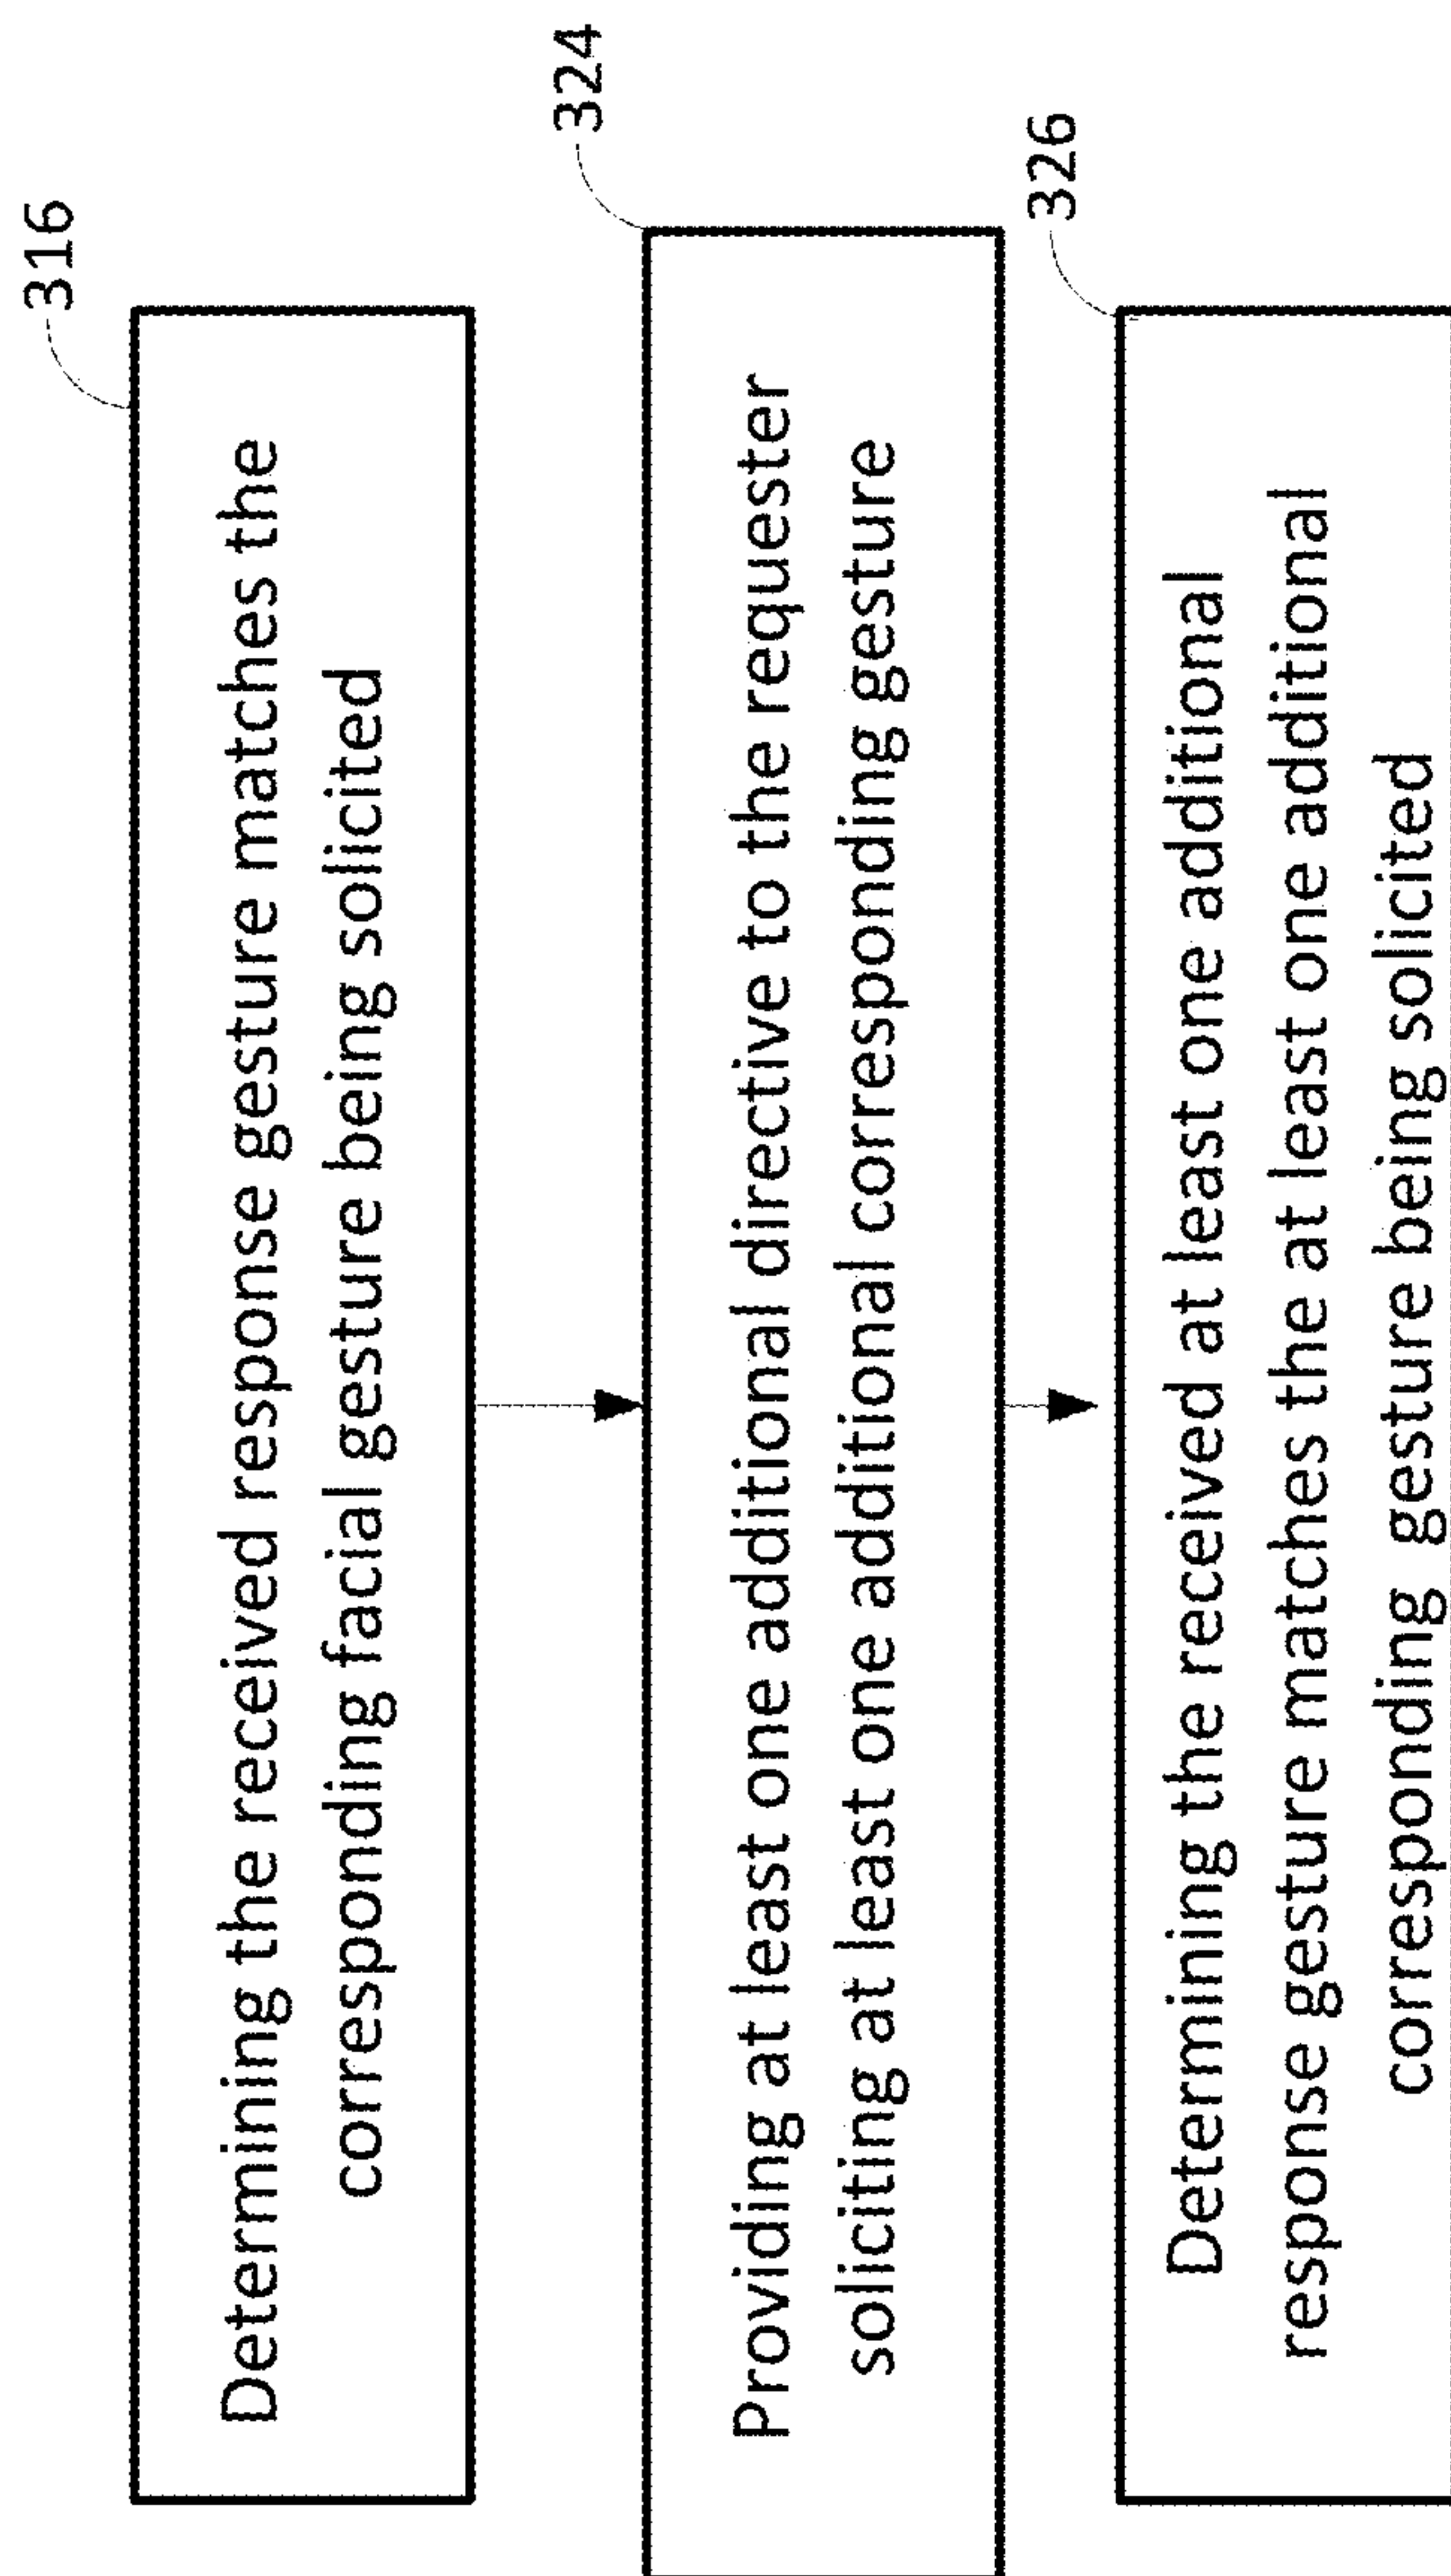 316
Determining the received response gesture matches the
corresponding facial gesture being solicited
324
Providing at least one additional directive to the requester
soliciting at least one additional corresponding gesture
326
Determining the received at least one additional
response gesture matches the at least one additional
corresponding gesture being solicited